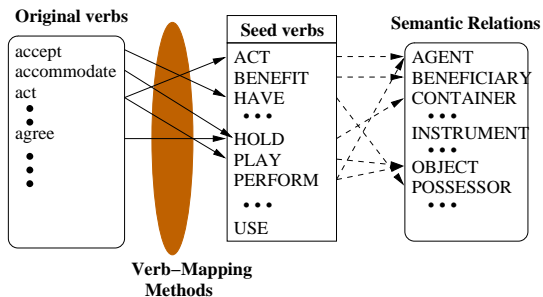 Original verbs
accept
accommodate
act
agree
Verb−Mapping
Methods
Seed verbs
ACT
BENEFIT
HAVE
HOLD
PLAY
PERFORM
USE
Semantic Relations
AGENT
BENEFICIARY
CONTAINER
INSTRUMENT
OBJECT
POSSESSOR